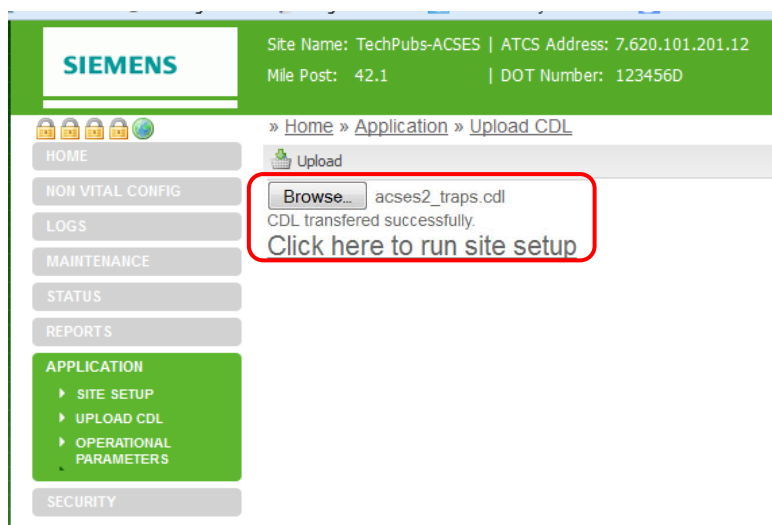 SIEMENS
Site Name: TechPubs-ACSES | ATCS Address: 7.620.101.201.12
Mile Post: 42.1 | DOT Number: 123456D
» Home » Application » Upload CDL
Upload
HOME
NON VITAL CONFIG
LOGS
MAINTENANCE
STATUS
REPORTS
APPLICATION
SITE SETUP
UPLOAD CDL
OPERATIONAL
PARAMETERS
SECURITY
Browse... acses2_traps.cdl
CDL transfered successfully.
Click here to run site setup